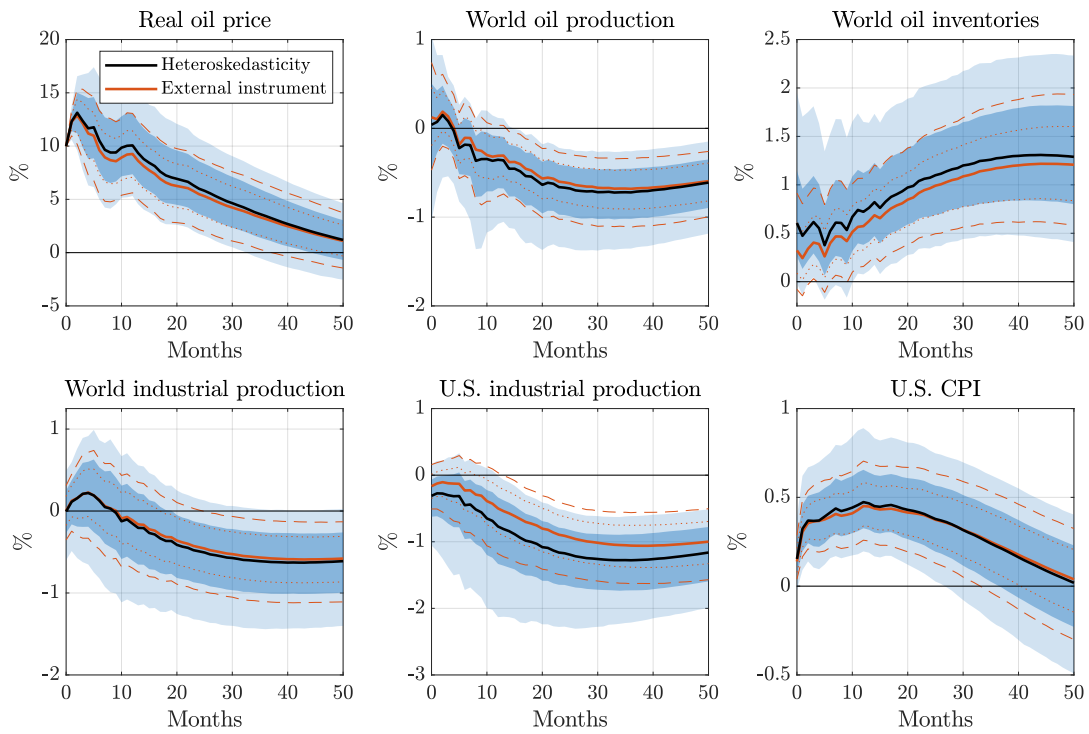 Real oil price
20
15
10
5
0
-5
%
0 10 20 30 40 50
Months
Heteroskedasticity
External instrument
World oil production
1
0
-1
-2
%
0 10 20 30 40 50
Months
World oil inventories
2.5
2
1.5
1
0.5
0
%
0 10 20 30 40 50
Months
World industrial production
1
0
-1
-2
%
0 10 20 30 40 50
Months
U.S. industrial production
1
0
-1
-2
-3
%
0 10 20 30 40 50
Months
U.S. CPI
1
0.5
0
-0.5
%
0 10 20 30 40 50
Months